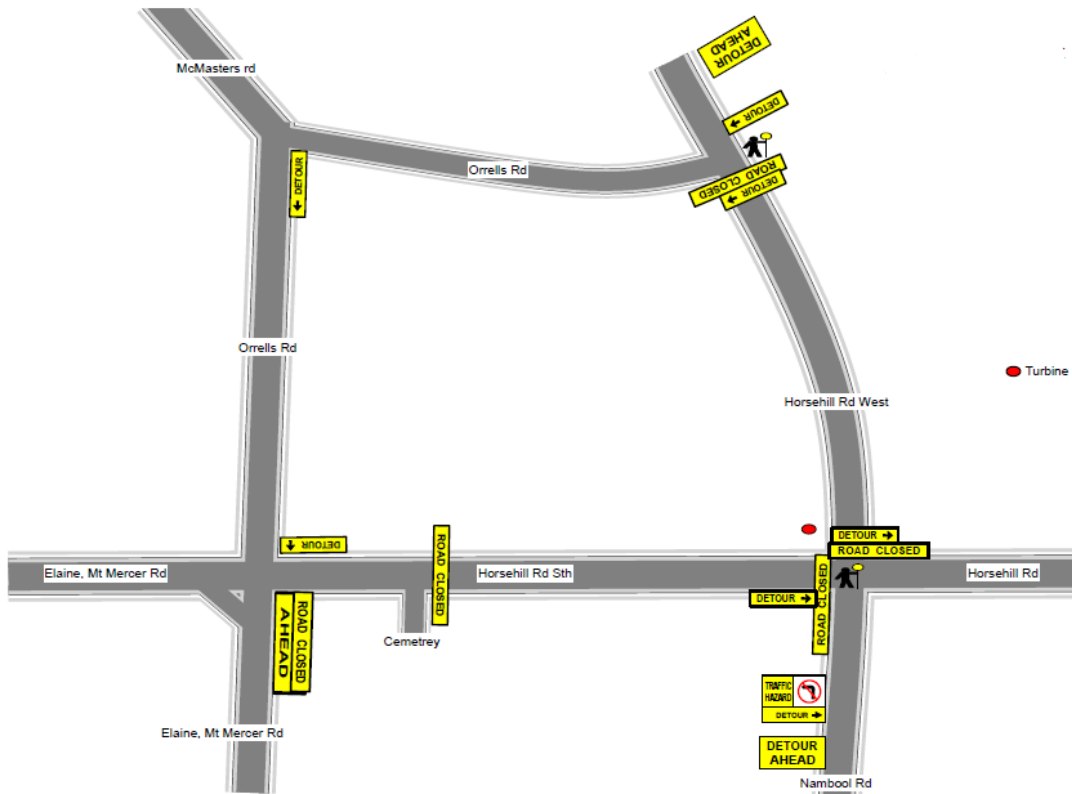 DETOUR
AHEAD
McMasters rd
DETOUR
Orrells Rd
ROAD CLOSED
DETOUR
DETOUR
Orrells Rd
Turbine
Horsehill Rd West
DETOUR
ROAD CLOSED
DETOUR
ROAD CLOSED
Elaine, Mt Mercer Rd
Horsehill Rd Sth
Horsehill Rd
ROAD CLOSED
DETOUR
ROAD CLOSED
AHEAD
Cemetrey
TRAFFIC
HAZARD
DETOUR
Elaine, Mt Mercer Rd
DETOUR
AHEAD
Nambool Rd